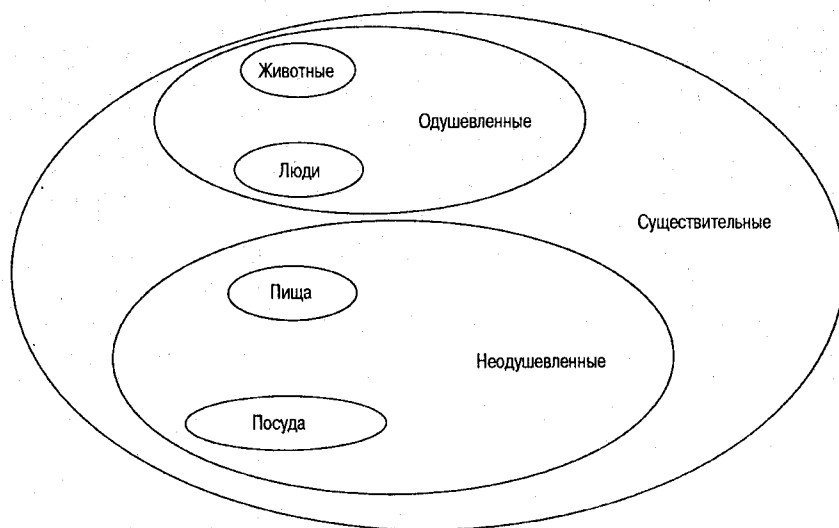 Животные
Одушевленные
Люди
Существительные
Пища
Неодушевленные
Посуда